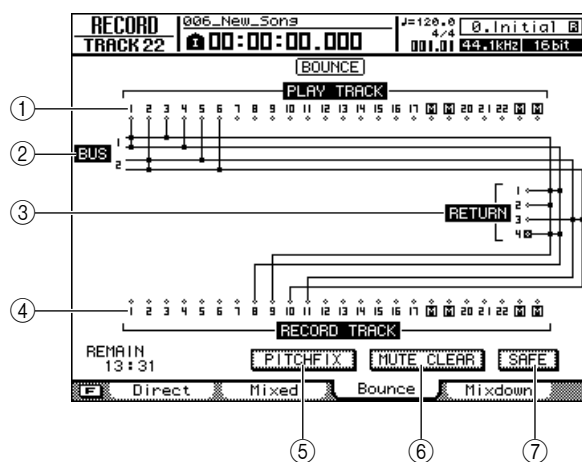 RECORD
TRACK 22
006_New_Song
I 00:00:00.000
♩=120.0
4/4
001.01
0.Initial
44.1kHz 16bit
BOUNCE
PLAY TRACK
① 1 2 3 4 5 6 7 8 9 10 11 12 13 14 15 16 17 M M 20 21 22 M M
② BUS 1
2
③ RETURN 1
2
3
4
④ 1 2 3 4 5 6 7 8 9 10 11 12 13 14 15 16 17 M M 20 21 22 M M
RECORD TRACK
REMAIN
13:31
PITCHFIX MUTE CLEAR SAFE
F Direct Mixed Bounce Mixdown
⑤ ⑥ ⑦